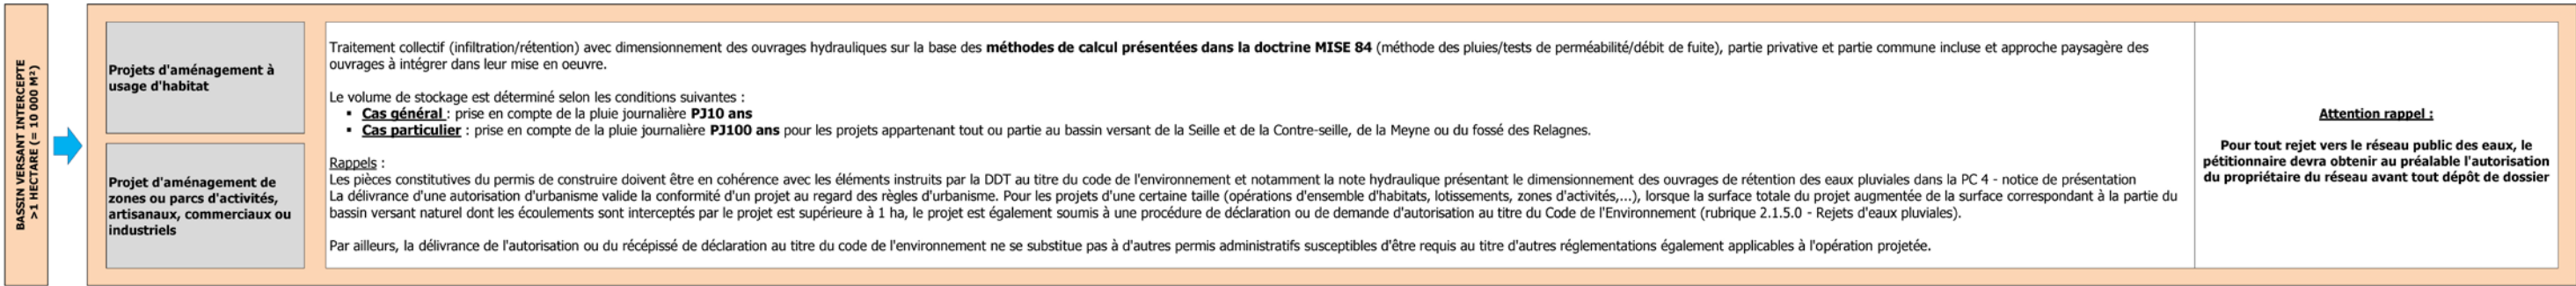 BASSIN VERSANT INTERCEPTE
>1 HECTARE (= 10 000 M²)
Projets d'aménagement à
usage d'habitat
Projet d'aménagement de
zones ou parcs d'activités,
artisanaux, commerciaux ou
industriels
Traitement collectif (infiltration/rétention) avec dimensionnement des ouvrages hydrauliques sur la base des méthodes de calcul présentées dans la doctrine MISE 84 (méthode des pluies/tests de perméabilité/débit de fuite), partie privative et partie commune incluse et approche paysagère des
ouvrages à intégrer dans leur mise en oeuvre.
Le volume de stockage est déterminé selon les conditions suivantes :
▪ Cas général : prise en compte de la pluie journalière PJ10 ans
▪ Cas particulier : prise en compte de la pluie journalière PJ100 ans pour les projets appartenant tout ou partie au bassin versant de la Seille et de la Contre-seille, de la Meyne ou du fossé des Relagnes.
Rappels :
Les pièces constitutives du permis de construire doivent être en cohérence avec les éléments instruits par la DDT au titre du code de l'environnement et notamment la note hydraulique présentant le dimensionnement des ouvrages de rétention des eaux pluviales dans la PC 4 - notice de présentation
La délivrance d'une autorisation d'urbanisme valide la conformité d'un projet au regard des règles d'urbanisme. Pour les projets d'une certaine taille (opérations d'ensemble d'habitats, lotissements, zones d'activités,...), lorsque la surface totale du projet augmentée de la surface correspondant à la partie du
bassin versant naturel dont les écoulements sont interceptés par le projet est supérieure à 1 ha, le projet est également soumis à une procédure de déclaration ou de demande d'autorisation au titre du Code de l'Environnement (rubrique 2.1.5.0 - Rejets d'eaux pluviales).
Par ailleurs, la délivrance de l'autorisation ou du récépissé de déclaration au titre du code de l'environnement ne se substitue pas à d'autres permis administratifs susceptibles d'être requis au titre d'autres réglementations également applicables à l'opération projetée.
Attention rappel :
Pour tout rejet vers le réseau public des eaux, le
pétitionnaire devra obtenir au préalable l'autorisation
du propriétaire du réseau avant tout dépôt de dossier